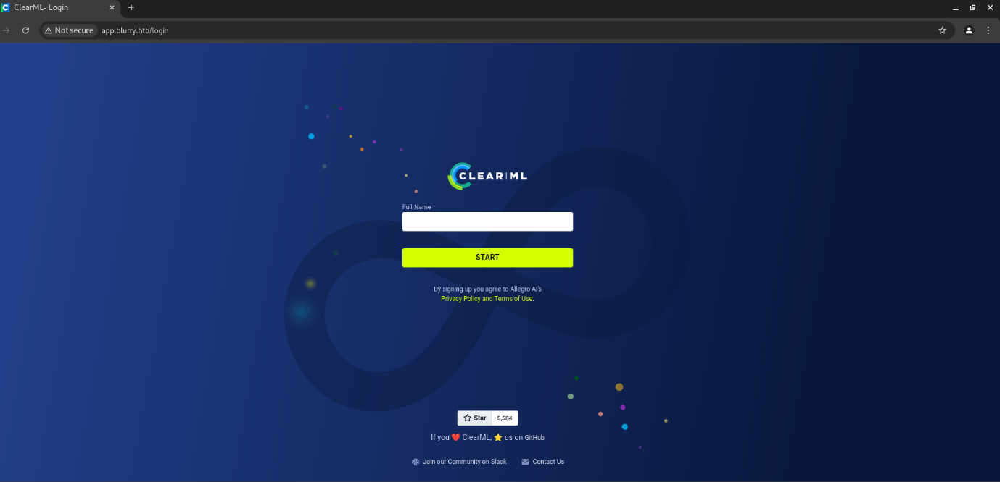 ClearML- Login
Not secure app.blurry.htb/login
CLEAR|ML
Full Name
START
By signing up you agree to Allegro AI's
Privacy Policy and Terms of Use.
Star 5,584
If you ❤️ ClearML, ⭐ us on GitHub
Join our Community on Slack Contact Us